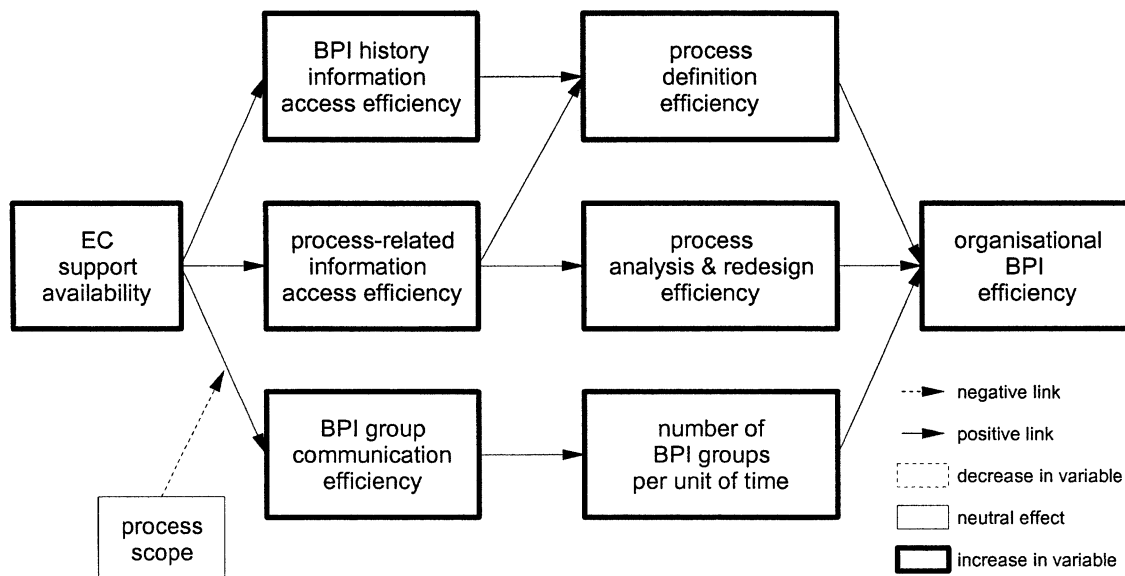 BPI history
information
access efficiency
process
definition
efficiency
EC
support
availability
process-related
information
access efficiency
process
analysis & redesign
efficiency
organisational
BPI
efficiency
BPI group
communication
efficiency
number of
BPI groups
per unit of time
process
scope
negative link
positive link
decrease in variable
neutral effect
increase in variable